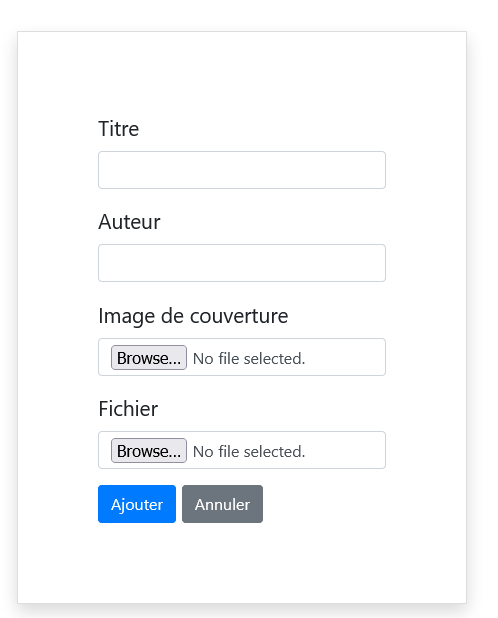 Titre
Auteur
Image de couverture
Browse... No file selected.
Fichier
Browse... No file selected.
Ajouter Annuler